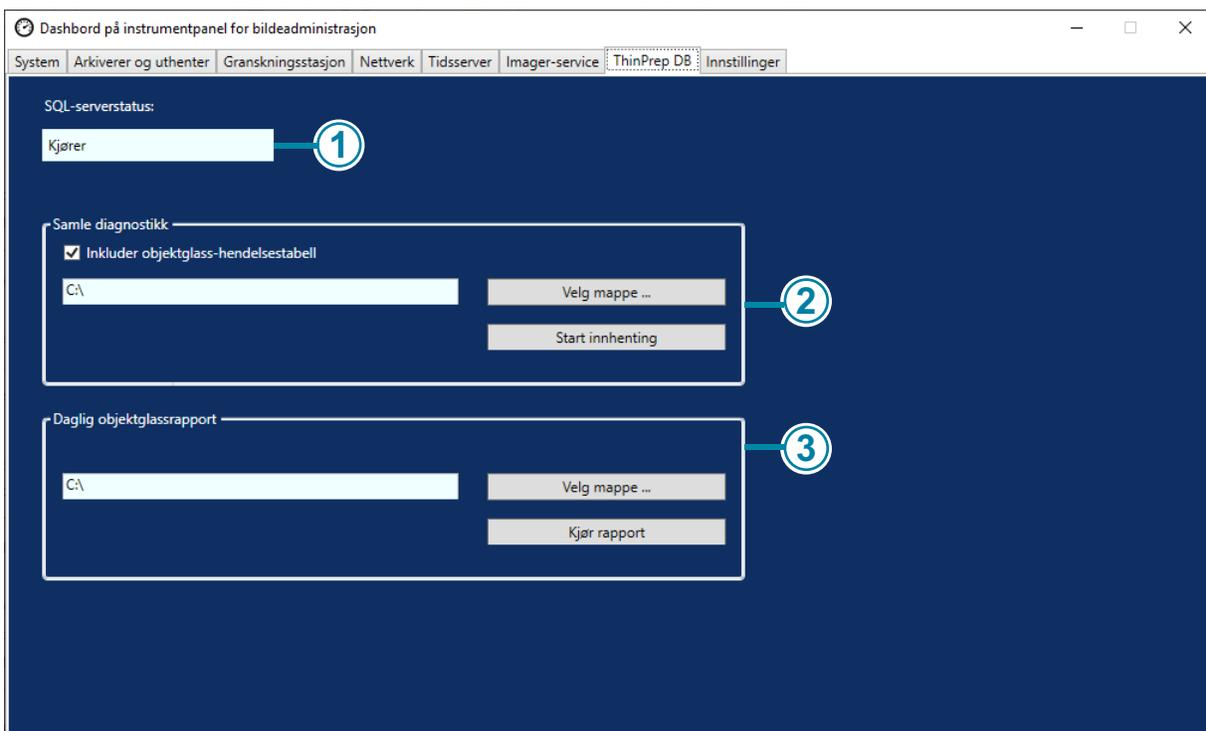 Dashbord på instrumentpanel for bildeadministrasjon
System Arkiverer og uthenter Granskningsstasjon Nettverk Tidsserver Imager-service ThinPrep DB Innstillinger
SQL-serverstatus:
Kjører
1
Samle diagnostikk
Inkluder objektglass-hendelsestabell
C:\ Velg mappe ...
2
Start innhenting
Daglig objektglassrapport
3
C:\ Velg mappe ...
Kjør rapport